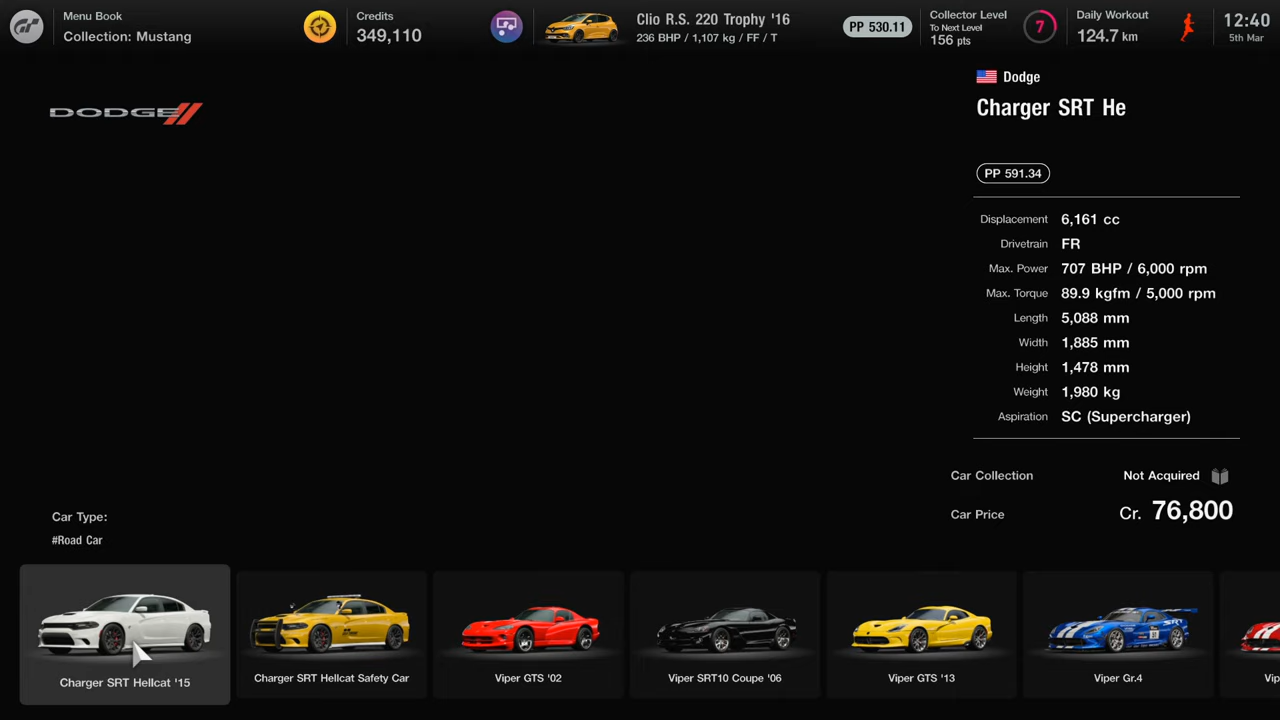 Menu Book
Collection: Mustang
Credits
349,110
Clio R.S. 220 Trophy '16
236 BHP / 1,107 kg / FF / T
PP 530.11
Collector Level
To Next Level
156 pts
7
Daily Workout
124.7 km
12:40
5th Mar
DODGE
Dodge
Charger SRT He
PP 591.34
Displacement 6,161 cc
Drivetrain FR
Max. Power 707 BHP / 6,000 rpm
Max. Torque 89.9 kgfm / 5,000 rpm
Length 5,088 mm
Width 1,885 mm
Height 1,478 mm
Weight 1,980 kg
Aspiration SC (Supercharger)
Car Collection Not Acquired
Car Price Cr. 76,800
Car Type:
#Road Car
Charger SRT Hellcat '15
Charger SRT Hellcat Safety Car
Viper GTS '02
Viper SRT10 Coupe '06
Viper GTS '13
Viper Gr.4